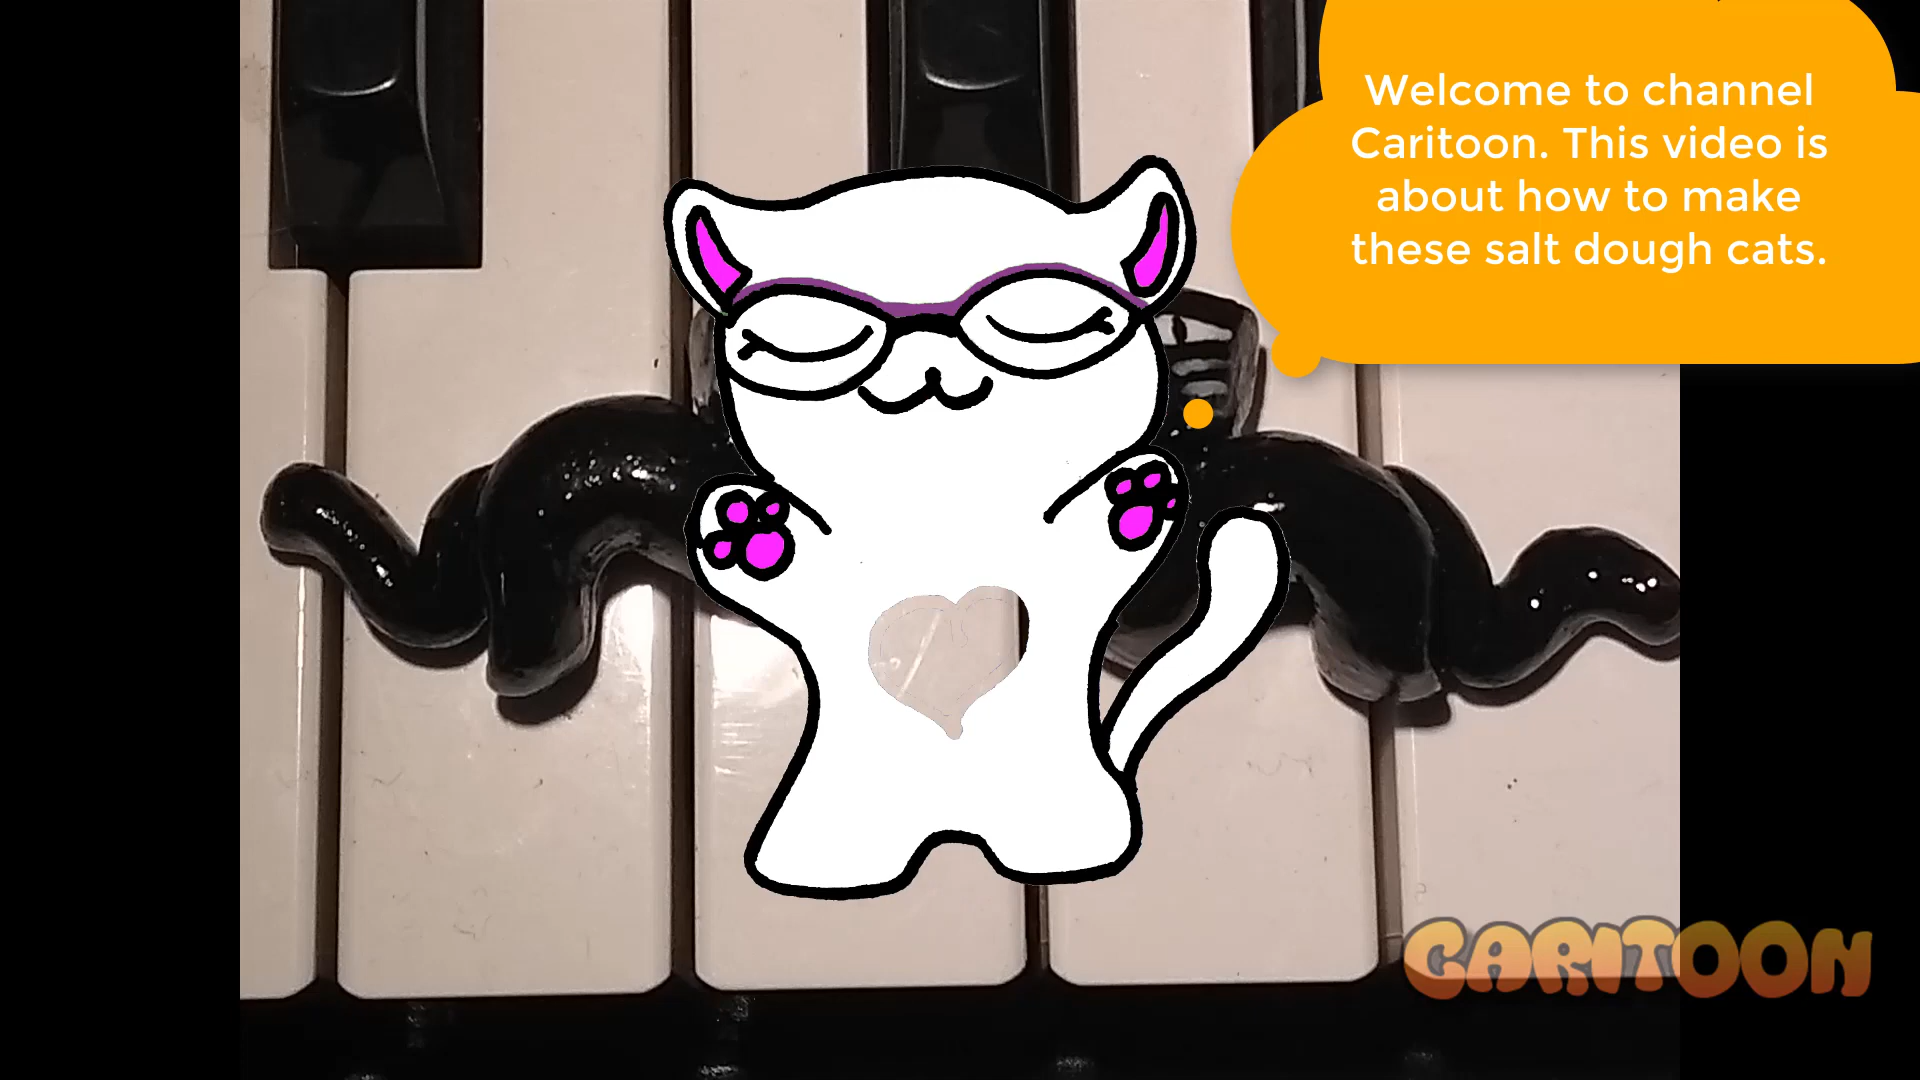 Welcome to channel
Caritoon. This video is
about how to make
these salt dough cats.
CARITOON